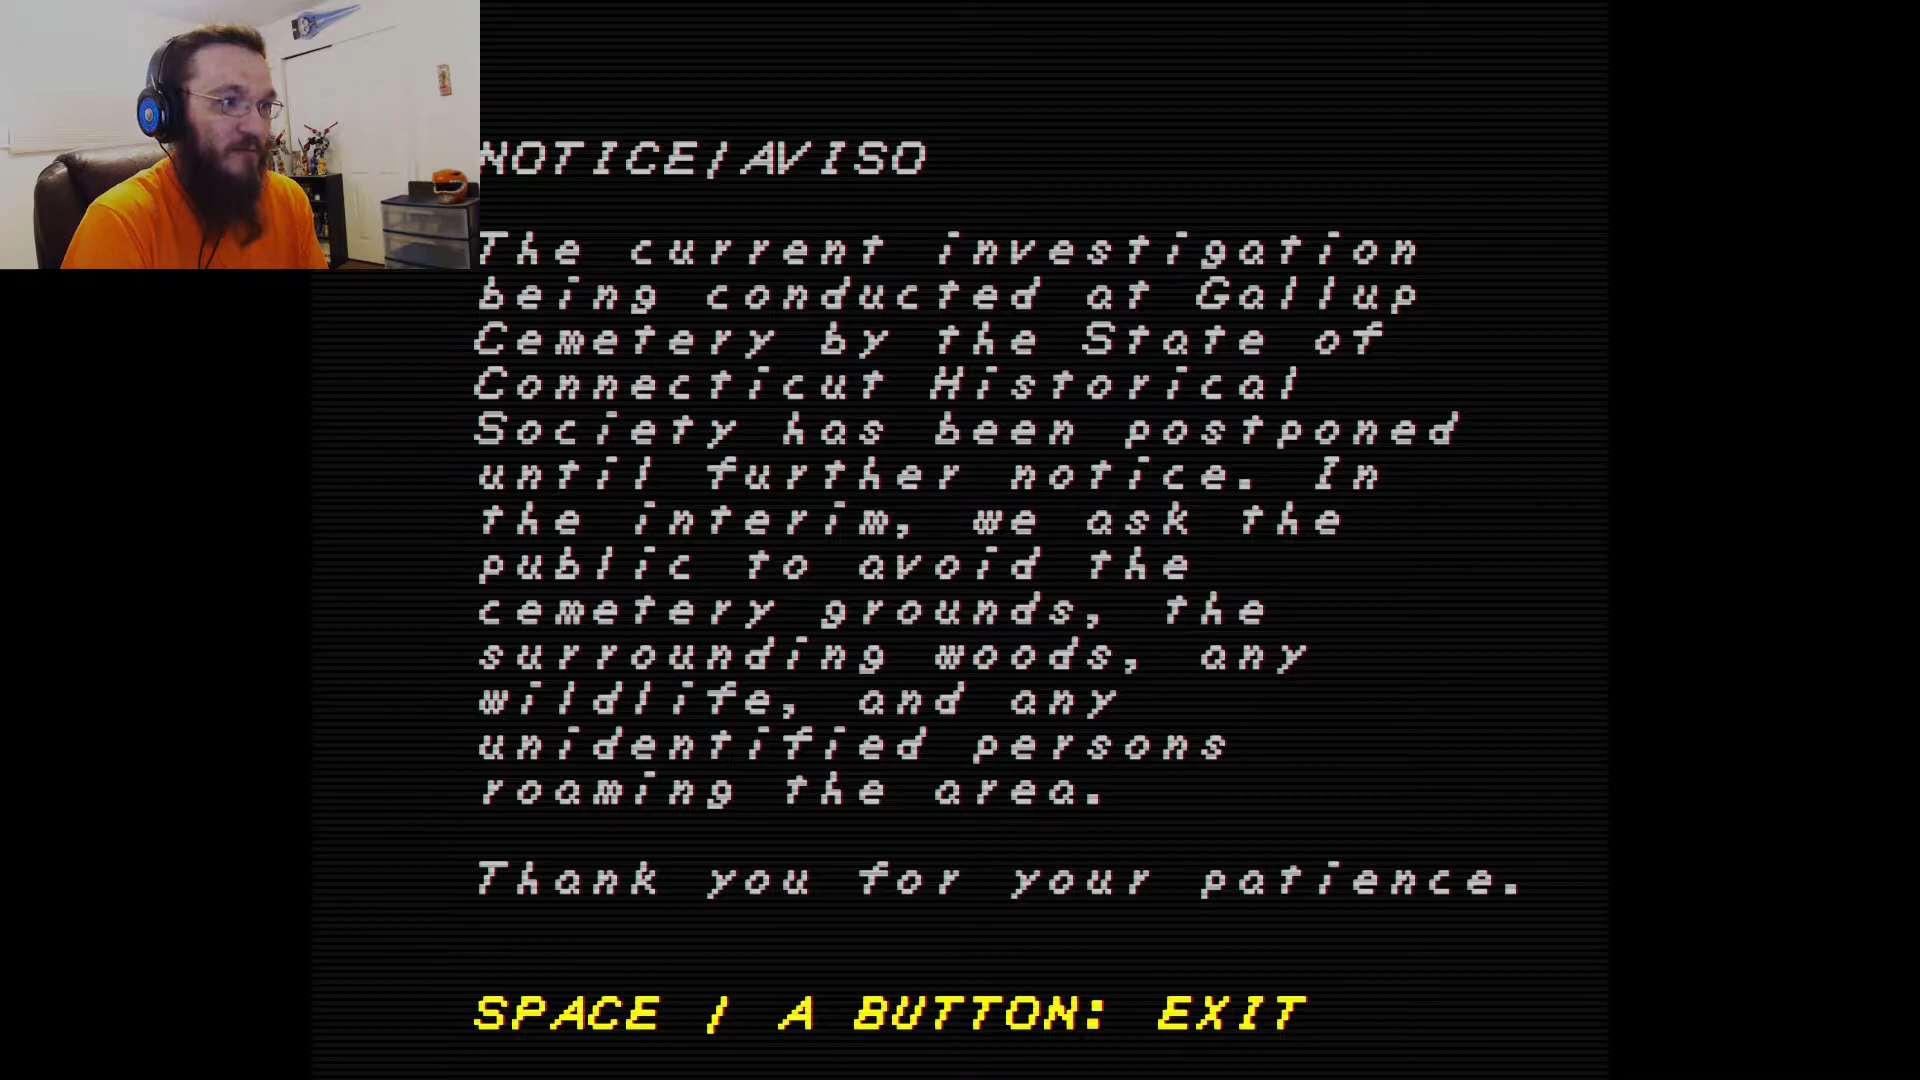 NOTICE/AVISO
The current investigation
being conducted at Gallup
Cemetery by the State of
Connecticut Historical
Society has been postponed
until further notice. In
the interim, we ask the
public to avoid the
cemetery grounds, the
surrounding woods, any
wildlife, and any
unidentified persons
roaming the area.
Thank you for your patience.
SPACE / A BUTTON: EXIT